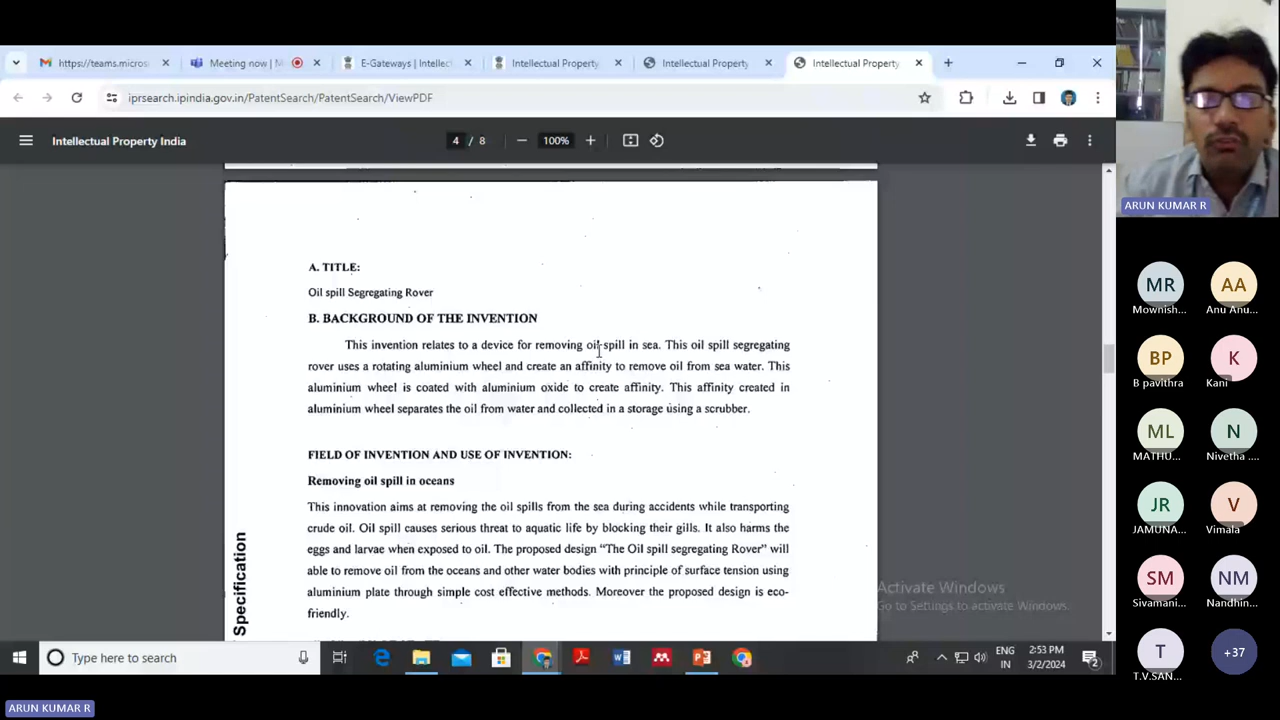 https://teams.micros
Meeting now | M
E-Gateways | Intellec
Intellectual Property
Intellectual Property
Intellectual Property
iprsearch.ipindia.gov.in/PatentSearch/PatentSearch/ViewPDF
Intellectual Property India
4 / 8
100%
A. TITLE:
Oil spill Segregating Rover
B. BACKGROUND OF THE INVENTION
This invention relates to a device for removing oil spill in sea. This oil spill segregating
rover uses a rotating aluminium wheel and create an affinity to remove oil from sea water. This
aluminium wheel is coated with aluminium oxide to create affinity. This affinity created in
aluminium wheel separates the oil from water and collected in a storage using a scrubber.
FIELD OF INVENTION AND USE OF INVENTION:
Removing oil spill in oceans
This innovation aims at removing the oil spills from the sea during accidents while transporting
crude oil. Oil spill causes serious threat to aquatic life by blocking their gills. It also harms the
eggs and larvae when exposed to oil. The proposed design “The Oil spill segregating Rover” will
able to remove oil from the oceans and other water bodies with principle of surface tension using
aluminium plate through simple cost effective methods. Moreover the proposed design is eco-
friendly.
Specification
Activate Windows
Go to Settings to activate Windows.
Type here to search
ENG
IN
2:53 PM
3/2/2024
2
ARUN KUMAR R
ARUN KUMAR R
MR
Mownish...
AA
Anu Anu...
BP
B pavithra
K
Kani
ML
MATHU...
N
Nivetha ...
JR
JAMUNA...
V
Vimala
SM
Sivamani...
NM
Nandhin...
T
T.V.SAN...
+37